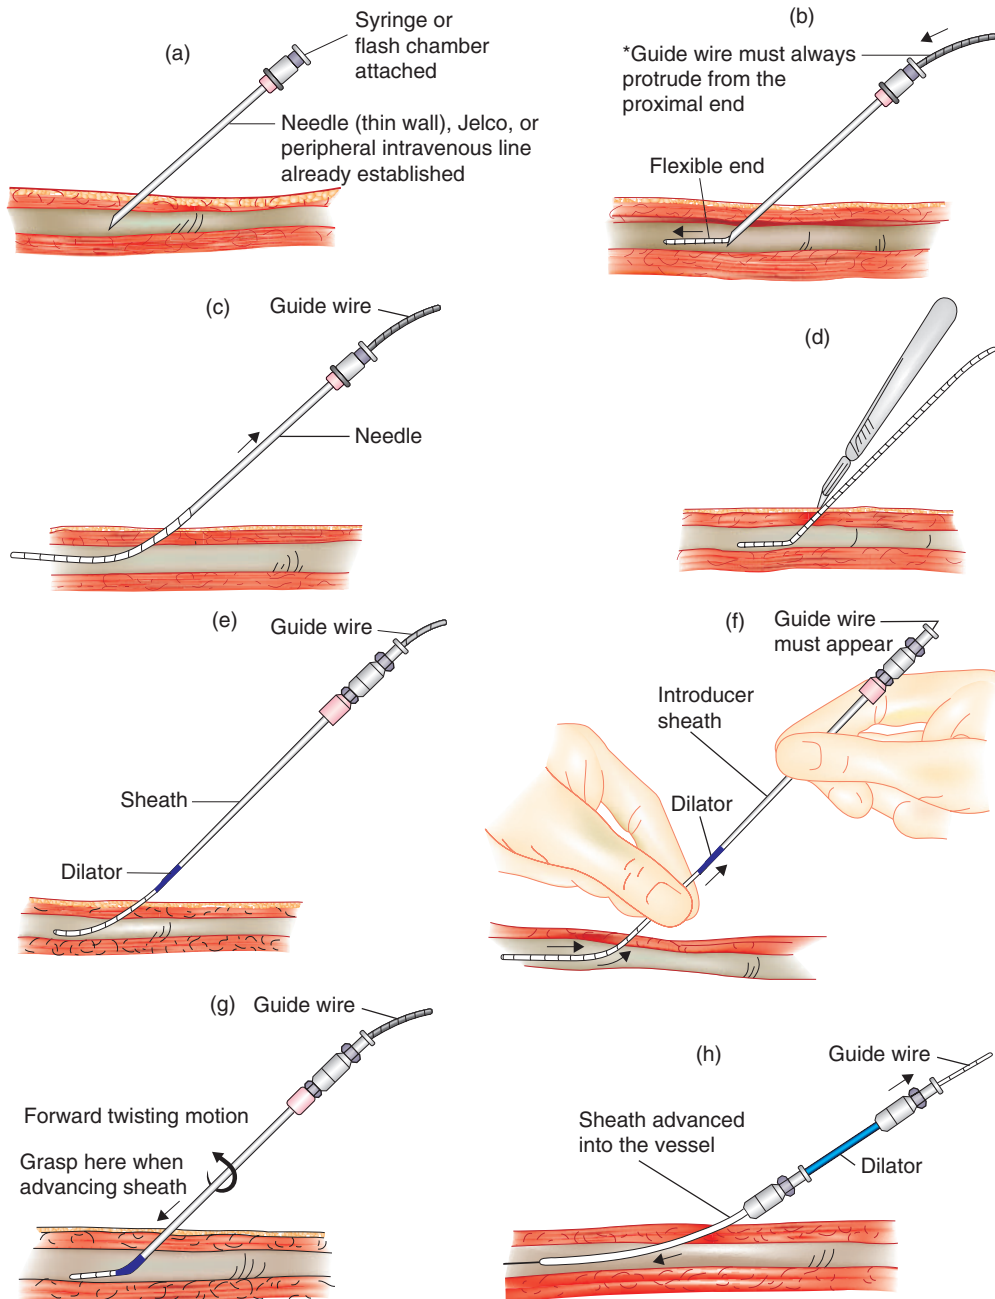 (a)
Syringe or
flash chamber
attached
Needle (thin wall), Jelco, or
peripheral intravenous line
already established
(b)
*Guide wire must always
protrude from the
proximal end
Flexible end
(c)
Guide wire
Needle
(d)
(e)
Guide wire
Sheath
Dilator
(f)
Guide wire
must appear
Introducer
sheath
Dilator
(g)
Guide wire
Forward twisting motion
Grasp here when
advancing sheath
(h)
Guide wire
Sheath advanced
into the vessel
Dilator